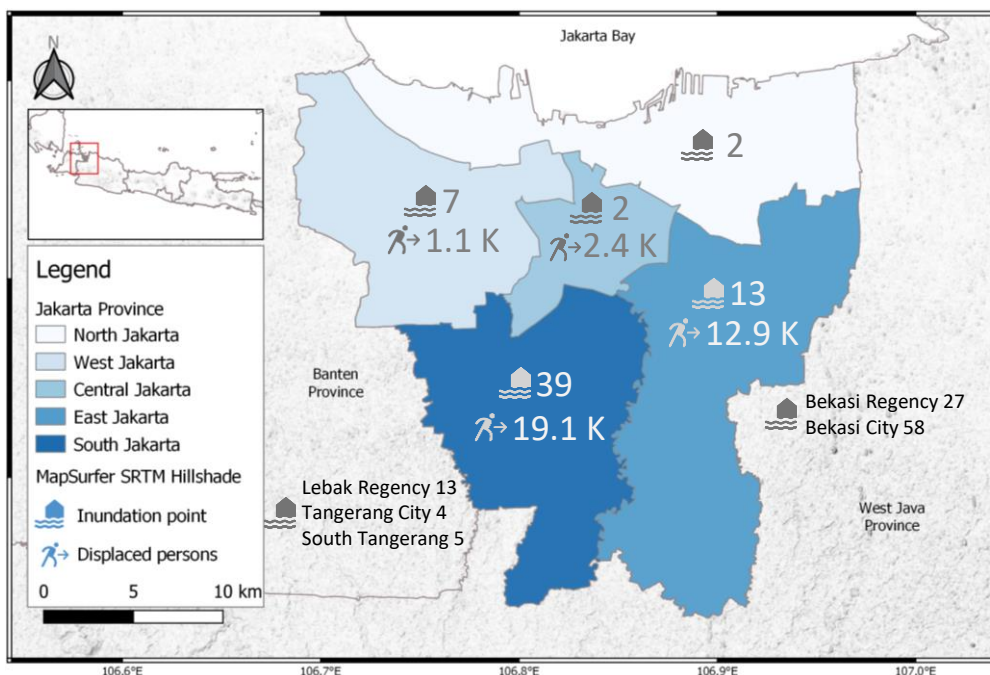 Jakarta Bay
N
2
7
1.1 K
2
2.4 K
13
12.9 K
39
19.1 K
Banten
Province
Bekasi Regency 27
Bekasi City 58
Lebak Regency 13
Tangerang City 4
South Tangerang 5
West Java
Province
Legend
Jakarta Province
North Jakarta
West Jakarta
Central Jakarta
East Jakarta
South Jakarta
MapSurfer SRTM Hillshade
Inundation point
Displaced persons
0 5 10 km
106.6°E 106.7°E 106.8°E 106.9°E 107.0°E